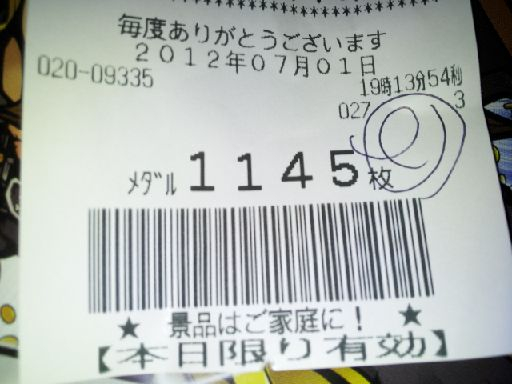 毎度ありがとうございます
2012年07月01日
020-09335
19時13分54秒
027 3
ﾒﾀﾞﾙ 1145枚
★ 景品はご家庭に！ ★
【本日限り有効】